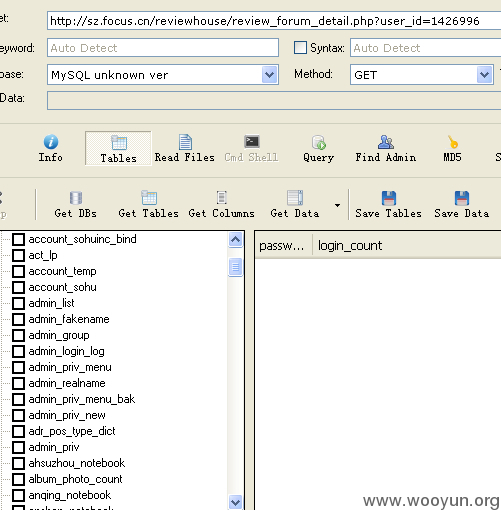 et: http://sz.focus.cn/reviewhouse/review_forum_detail.php?user_id=1426996
eyword: Auto Detect Syntax: Auto Detect
base: MySQL unknown ver Method: GET
Data:
Info Tables Read Files Cmd Shell Query Find Admin MD5 S
p Get DBs Get Tables Get Columns Get Data Save Tables Save Data
account_sohuinc_bind passw... login_count
act_lp
account_temp
account_sohu
admin_list
admin_fakename
admin_group
admin_login_log
admin_priv_menu
admin_realname
admin_priv_menu_bak
admin_priv_new
adr_pos_type_dict
admin_priv
ahsuzhou_notebook
album_photo_count
anqing_notebook
www.wooyun.org